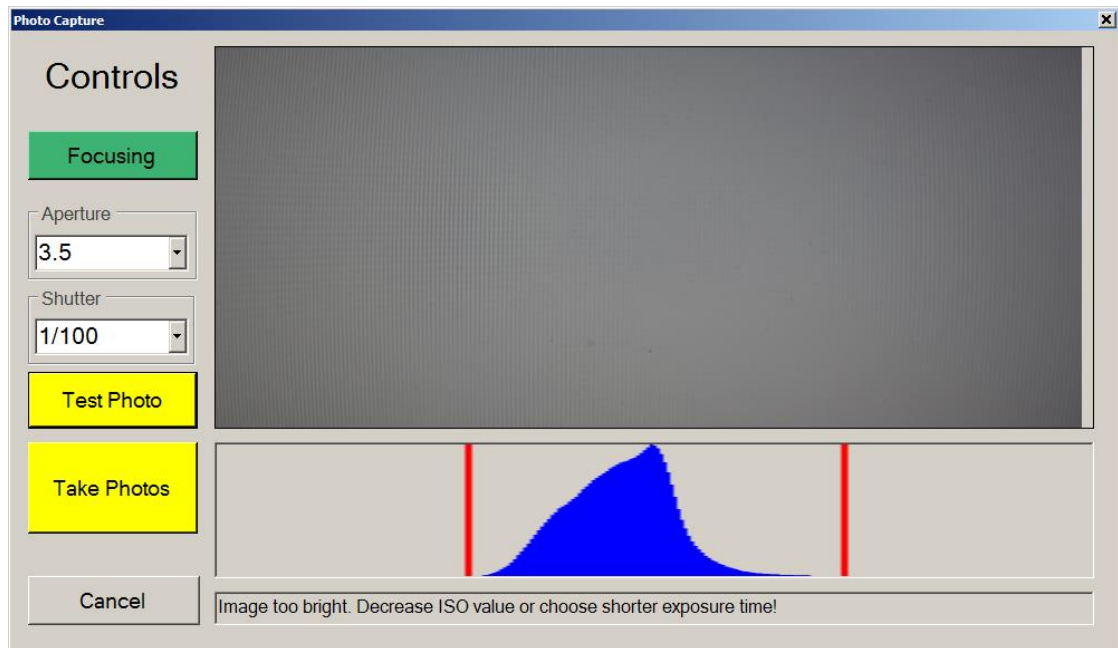 Photo Capture
Controls
Focusing
Aperture
3.5
Shutter
1/100
Test Photo
Take Photos
Cancel
Image too bright. Decrease ISO value or choose shorter exposure time!